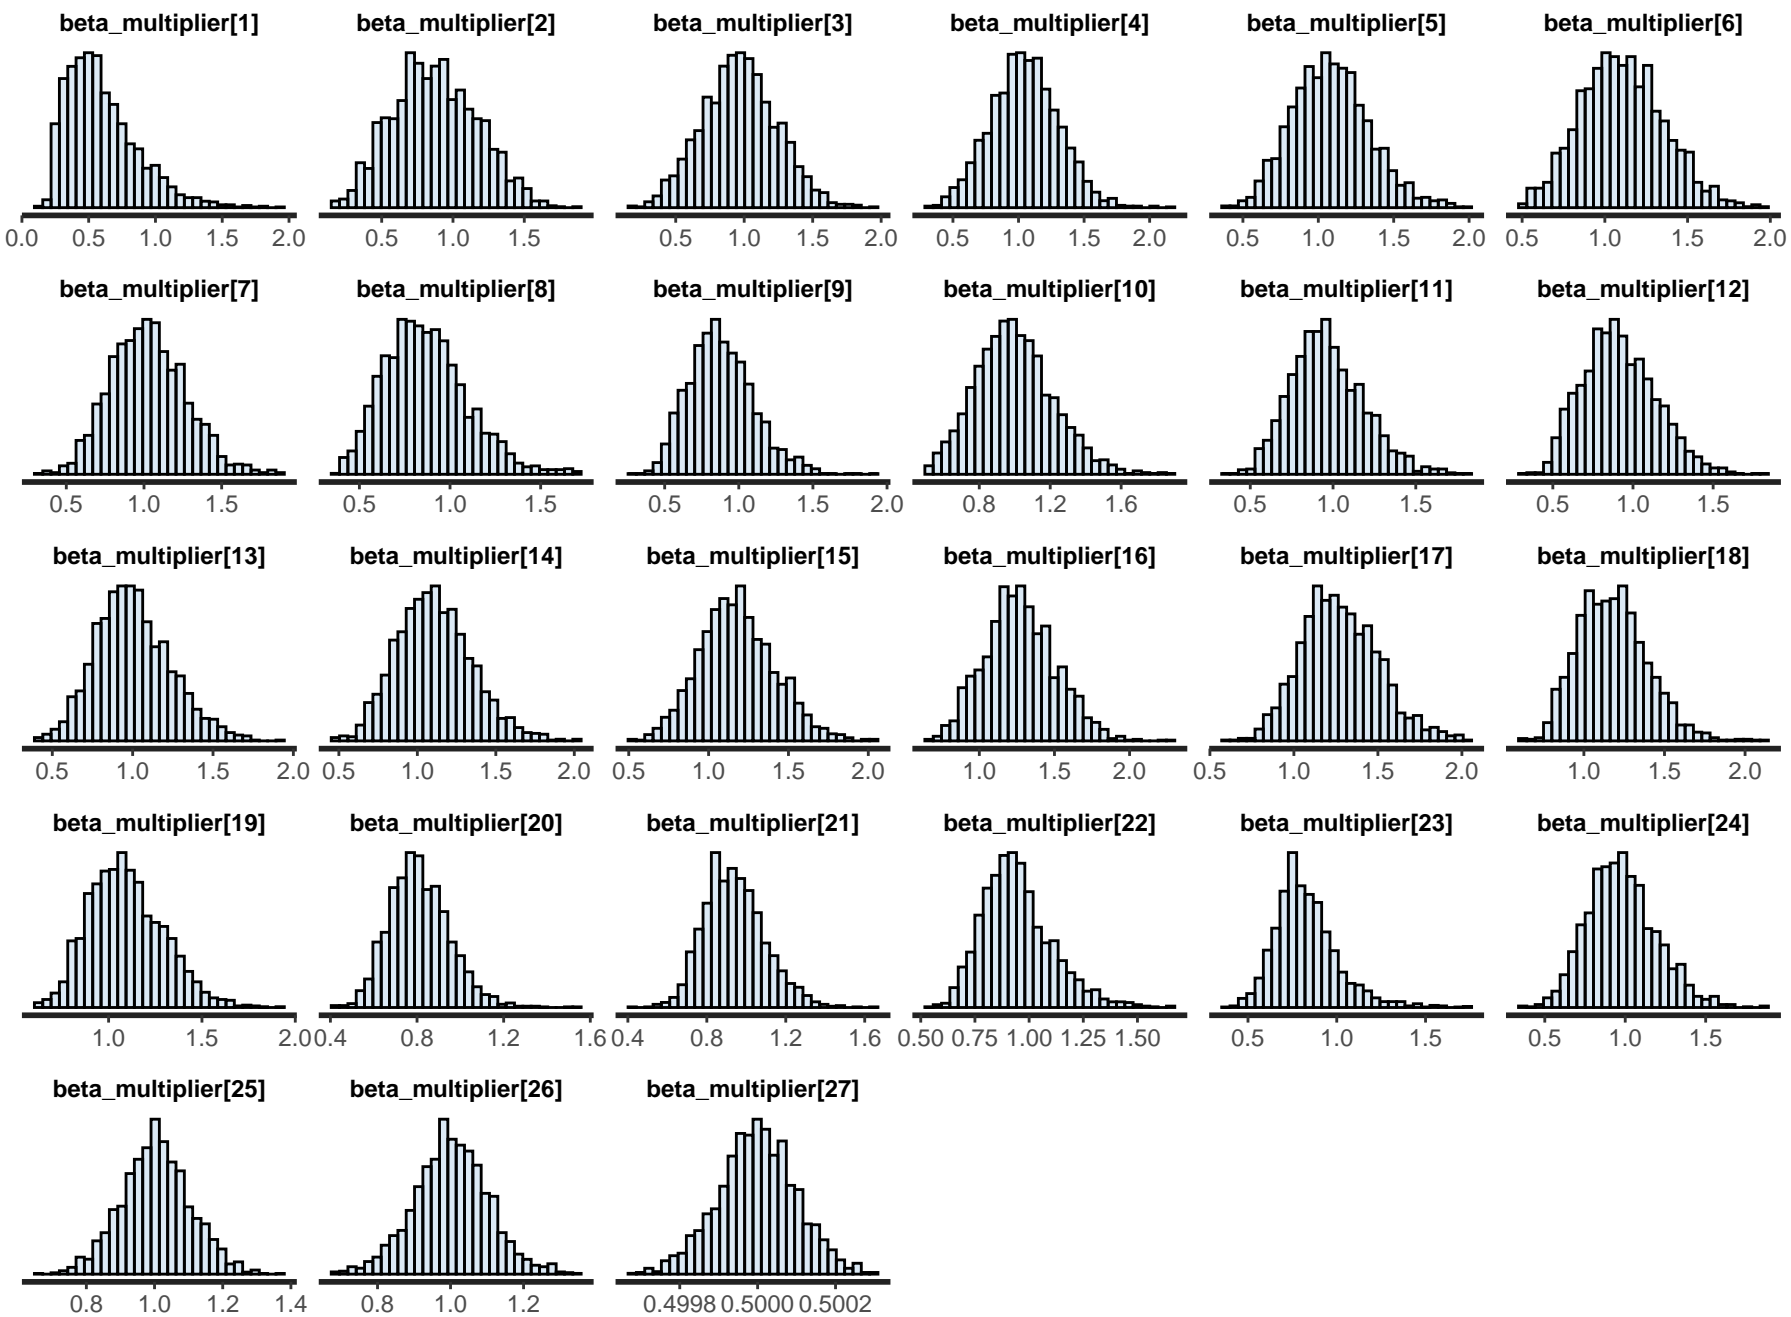 beta_multiplier[1] beta_multiplier[2] beta_multiplier[3] beta_multiplier[4] beta_multiplier[5] beta_multiplier[6]
0.0 0.5 1.0 1.5 2.0 0.5 1.0 1.5 0.5 1.0 1.5 2.0 0.5 1.0 1.5 2.0 0.5 1.0 1.5 2.0 0.5 1.0 1.5 2.0
beta_multiplier[7] beta_multiplier[8] beta_multiplier[9] beta_multiplier[10] beta_multiplier[11] beta_multiplier[12]
0.5 1.0 1.5 0.5 1.0 1.5 0.5 1.0 1.5 2.0 0.8 1.2 1.6 0.5 1.0 1.5 0.5 1.0 1.5
beta_multiplier[13] beta_multiplier[14] beta_multiplier[15] beta_multiplier[16] beta_multiplier[17] beta_multiplier[18]
0.5 1.0 1.5 2.0 0.5 1.0 1.5 2.0 0.5 1.0 1.5 2.0 1.0 1.5 2.0 0.5 1.0 1.5 2.0 1.0 1.5 2.0
beta_multiplier[19] beta_multiplier[20] beta_multiplier[21] beta_multiplier[22] beta_multiplier[23] beta_multiplier[24]
1.0 1.5 2.0 0.4 0.8 1.2 1.6 0.4 0.8 1.2 1.6 0.50 0.75 1.00 1.25 1.50 0.5 1.0 1.5 0.5 1.0 1.5
beta_multiplier[25] beta_multiplier[26] beta_multiplier[27]
0.8 1.0 1.2 1.4 0.8 1.0 1.2 0.4998 0.5000 0.5002